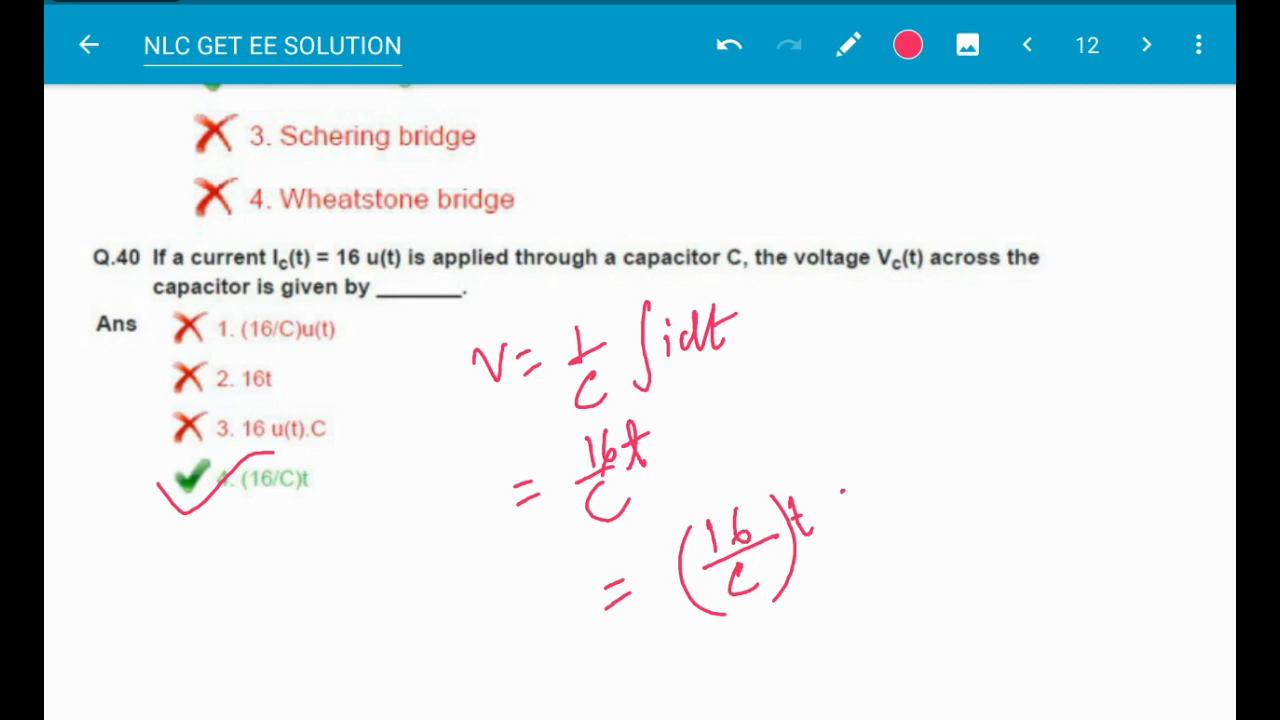 NLC GET EE SOLUTION
12
3. Schering bridge
4. Wheatstone bridge
Q.40 If a current Ic(t) = 16 u(t) is applied through a capacitor C, the voltage Vc(t) across the
capacitor is given by _______.
Ans 1. (16/C)u(t)
2. 16t
3. 16 u(t).C
4. (16/C)t
V = 1/C ∫idt
= 16t/C
= (16/C)t